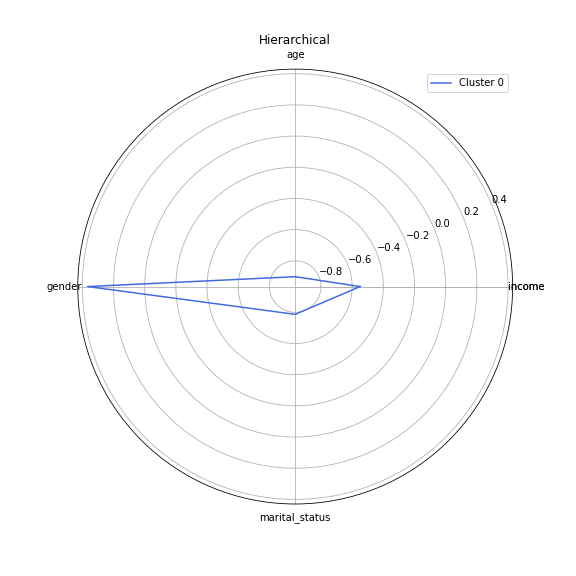 Hierarchical
age
Cluster 0
0.4
0.2
0.0
−0.2
−0.4
−0.6
−0.8
gender
income
marital_status